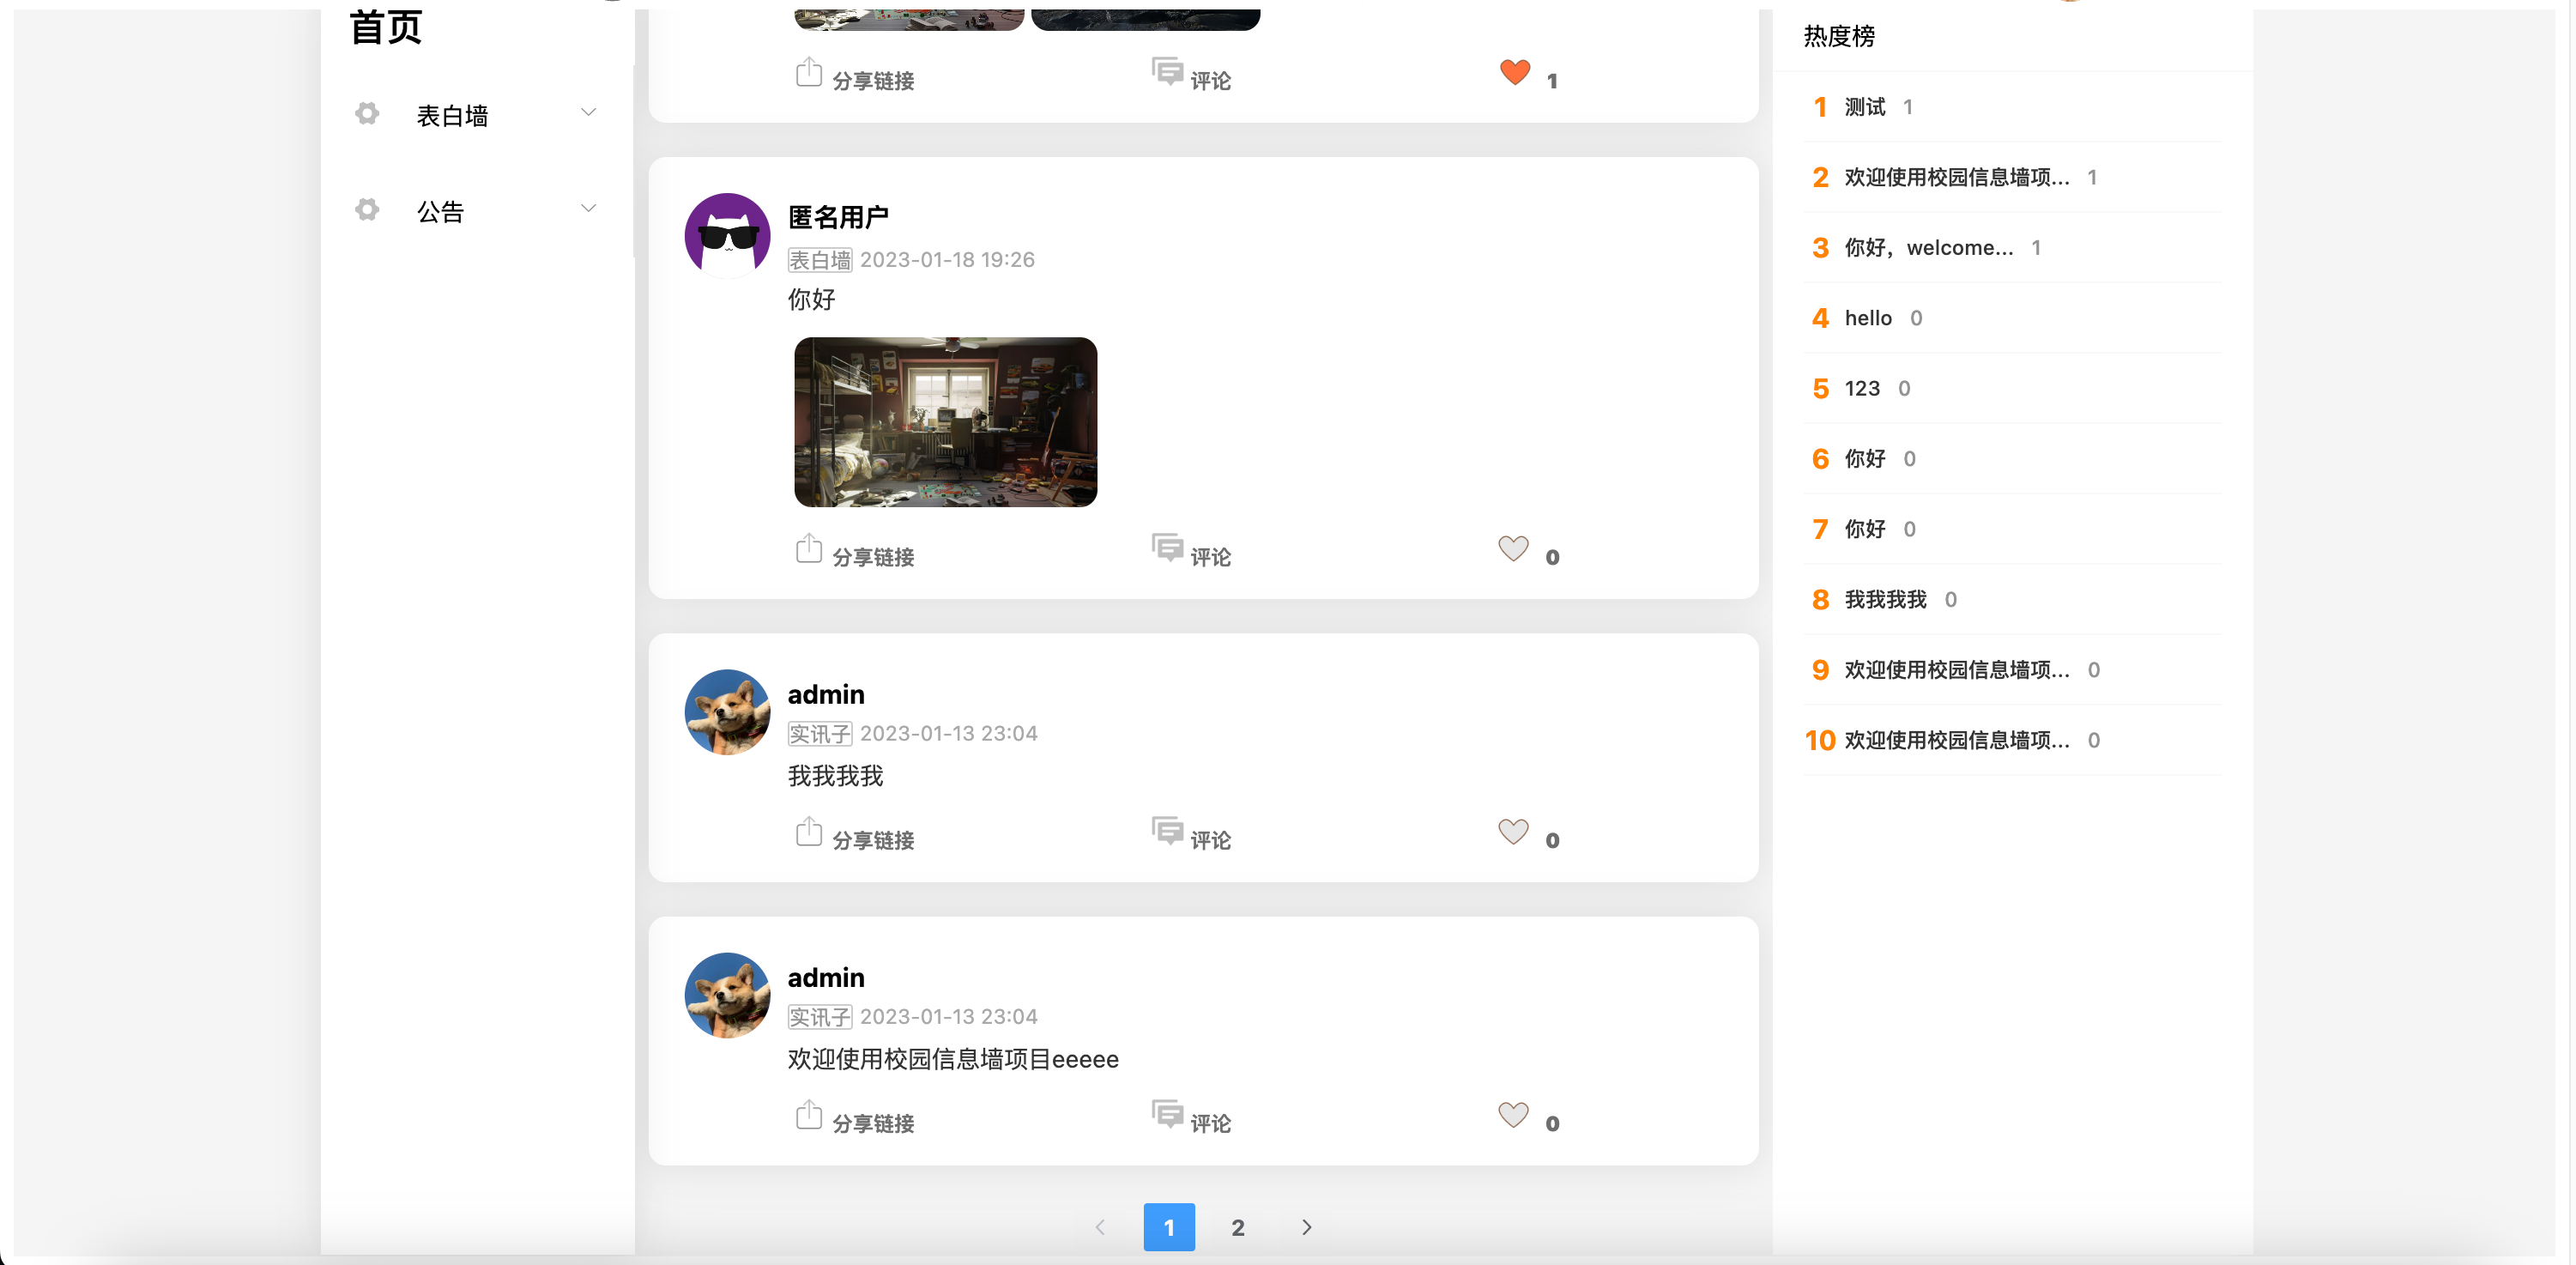 首页
表白墙
公告
分享链接 评论 1
匿名用户
表白墙 2023-01-18 19:26
你好
分享链接 评论 0
admin
实讯子 2023-01-13 23:04
我我我我
分享链接 评论 0
admin
实讯子 2023-01-13 23:04
欢迎使用校园信息墙项目eeeee
分享链接 评论 0
1 2
热度榜
1 测试 1
2 欢迎使用校园信息墙项... 1
3 你好，welcome... 1
4 hello 0
5 123 0
6 你好 0
7 你好 0
8 我我我我 0
9 欢迎使用校园信息墙项... 0
10 欢迎使用校园信息墙项... 0